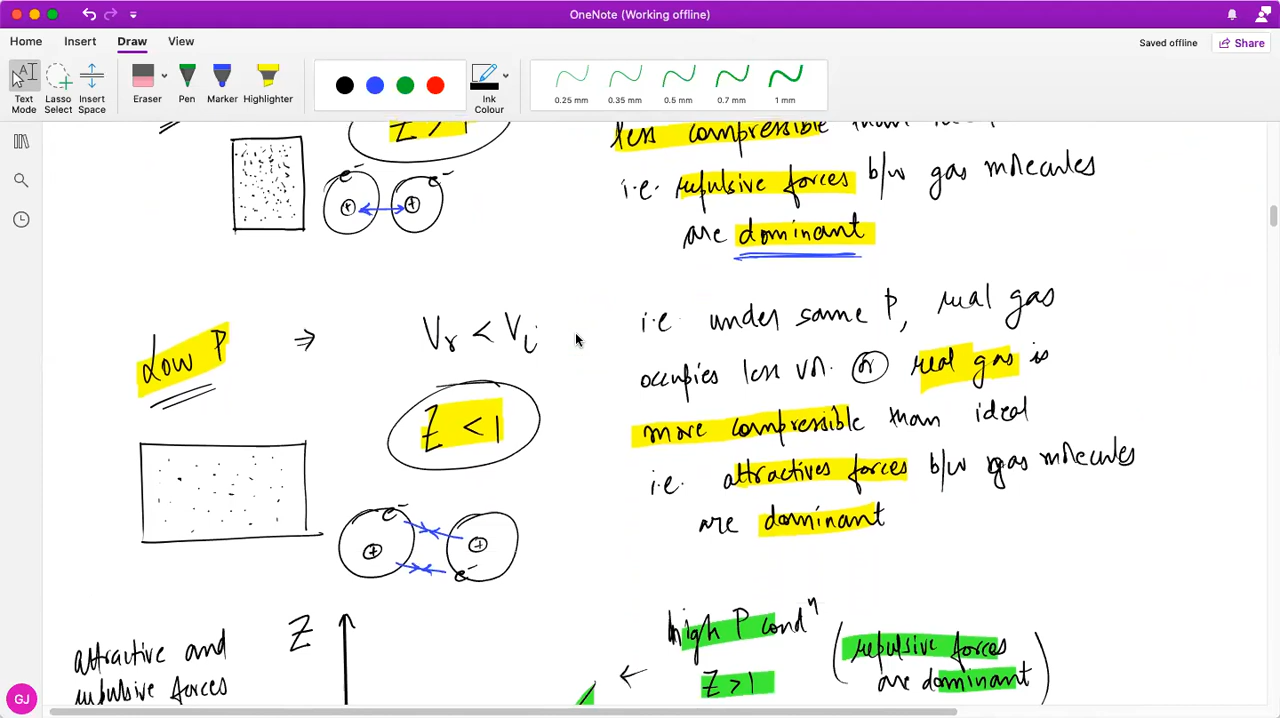 OneNote (Working offline)
Home Insert Draw View
Saved offline
Share
Text Mode
Lasso Select
Insert Space
Eraser
Pen
Marker
Highlighter
Ink Colour
0.25 mm
0.35 mm
0.5 mm
0.7 mm
1 mm
Z > 1
less compressible than
e- e-
+ +
i.e. repulsive forces b/w gas molecules
are dominant
Low P ⇒ Vr < Vi
Z < 1
i.e. under same P, real gas
occupies less vol. or real gas is
more compressible than ideal
i.e. attractives forces b/w gas molecules
are dominant
e-
+ +
e-
attractive and
repulsive forces
Z
high P condn
Z > 1
(repulsive forces
are dominant)
GJ